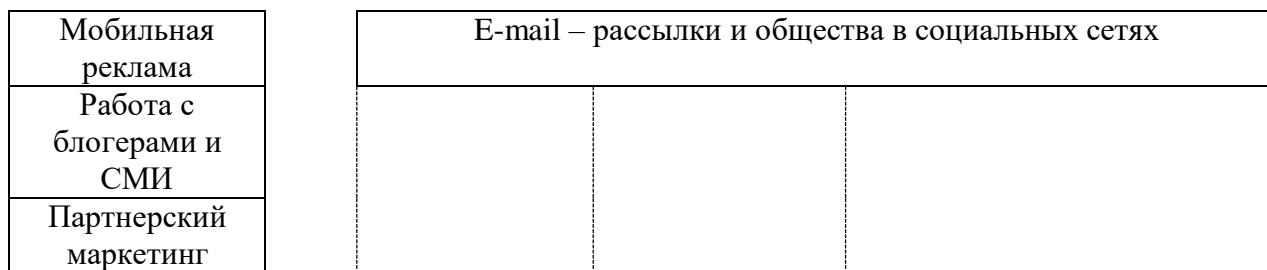 Мобильная
реклама
E-mail – рассылки и общества в социальных сетях
Работа с
блогерами и
СМИ
Партнерский
маркетинг